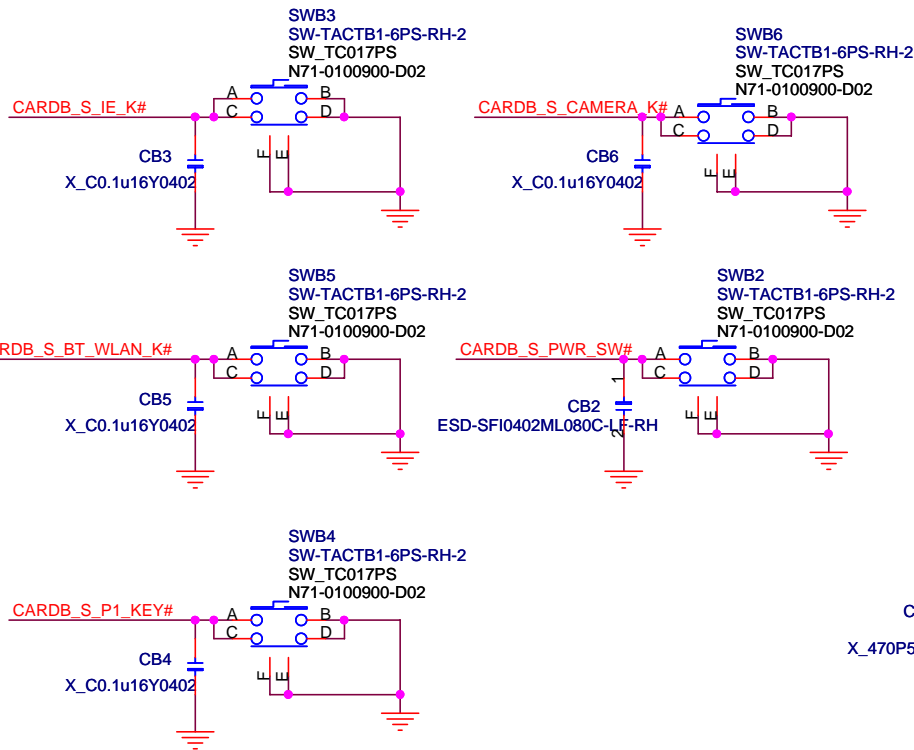 SWB3
SW-TACTB1-6PS-RH-2
SW_TC017PS
N71-0100900-D02
A
B
C
D
CARDB_S_IE_K#
F
E
CB3
X_C0.1u16Y0402
SWB6
SW-TACTB1-6PS-RH-2
SW_TC017PS
N71-0100900-D02
CARDB_S_CAMERA_K#
A
B
C
D
F
E
CB6
X_C0.1u16Y0402
SWB5
SW-TACTB1-6PS-RH-2
SW_TC017PS
N71-0100900-D02
RDB_S_BT_WLAN_K#
A
B
C
D
F
E
CB5
X_C0.1u16Y0402
SWB2
SW-TACTB1-6PS-RH-2
SW_TC017PS
N71-0100900-D02
CARDB_S_PWR_SW#
A
B
C
D
1
F
E
CB2
ESD-SFI0402ML080C-LF-RH
2
SWB4
SW-TACTB1-6PS-RH-2
SW_TC017PS
N71-0100900-D02
CARDB_S_P1_KEY#
A
B
C
D
F
E
CB4
X_C0.1u16Y0402
C
X_470P5